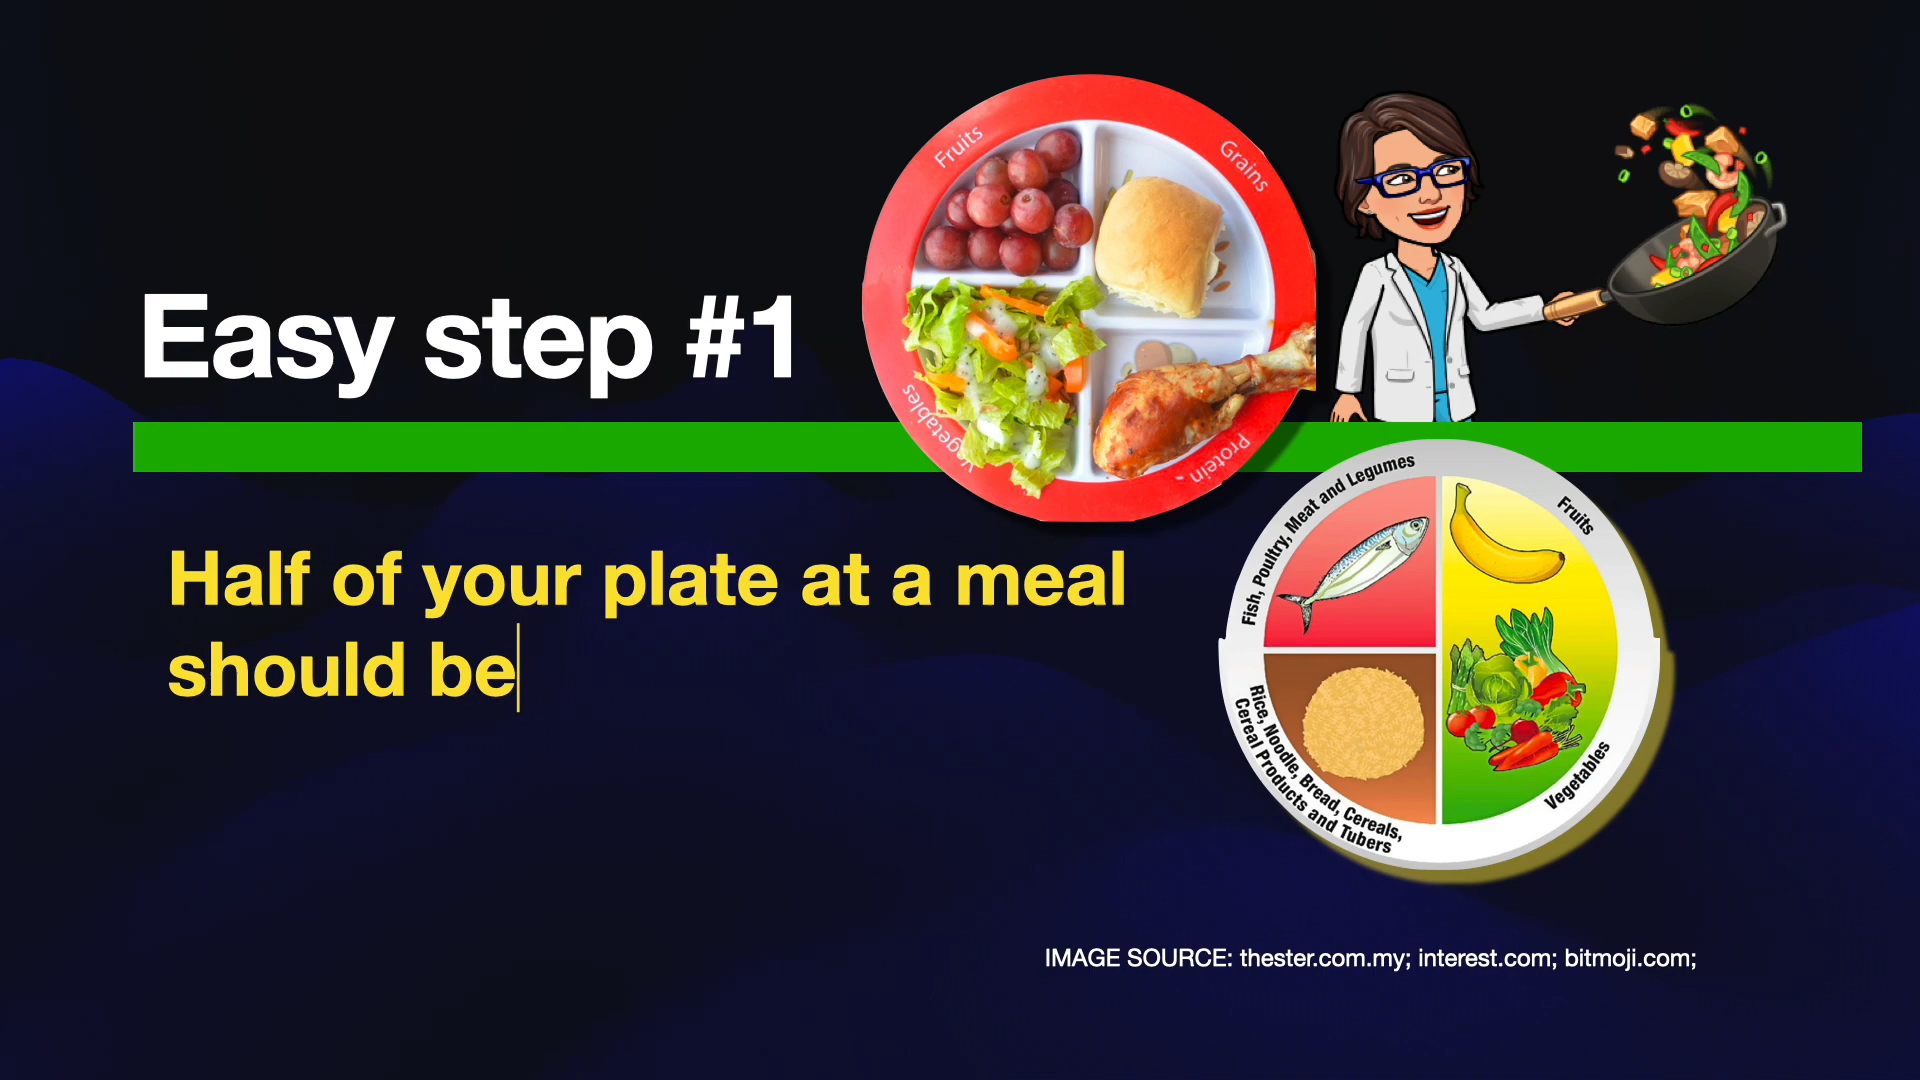 Easy step #1
Half of your plate at a meal
should be
Fruits
Grains
Vegetables
Protein
Fish, Poultry, Meat and Legumes
Fruits
Rice, Noodle, Bread, Cereals,
Cereal Products and Tubers
Vegetables
IMAGE SOURCE: thester.com.my; interest.com; bitmoji.com;